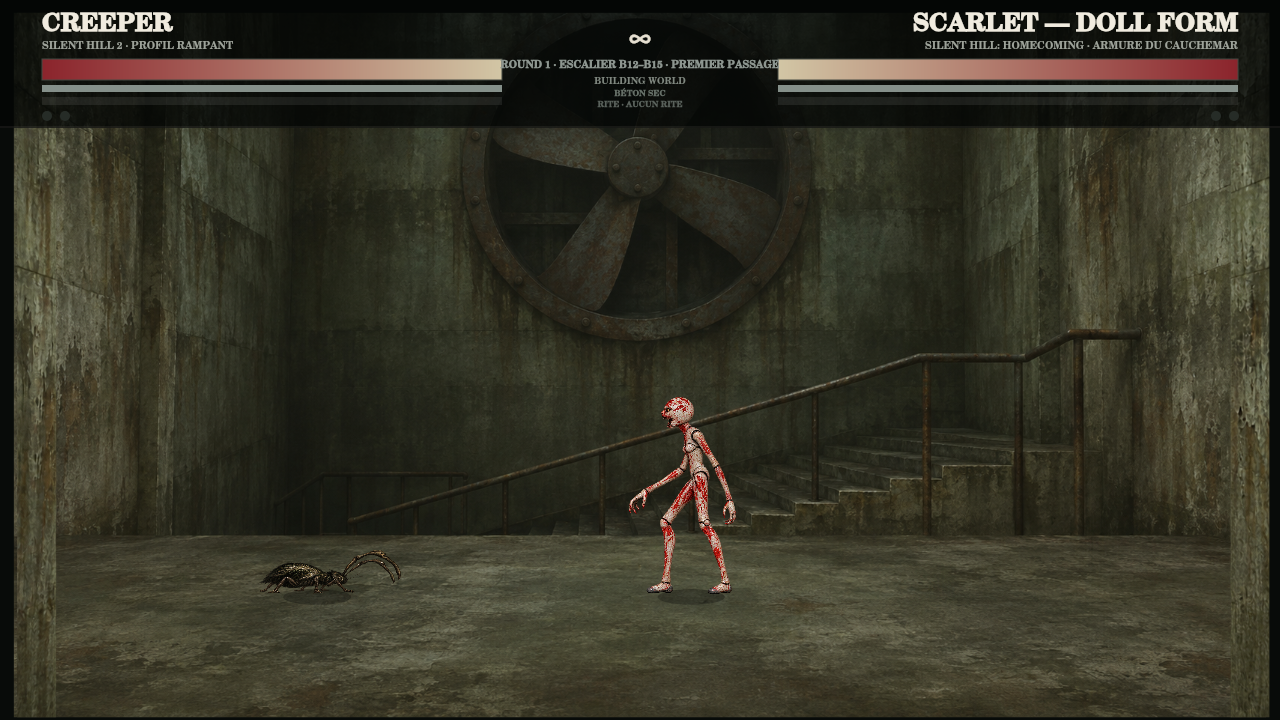 CREEPER
SILENT HILL 2 · PROFIL RAMPANT
∞
ROUND 1 · ESCALIER B12–B15 · PREMIER PASSAGE
BUILDING WORLD
BÉTON SEC
RITE · AUCUN RITE
SCARLET — DOLL FORM
SILENT HILL: HOMECOMING · ARMURE DU CAUCHEMAR